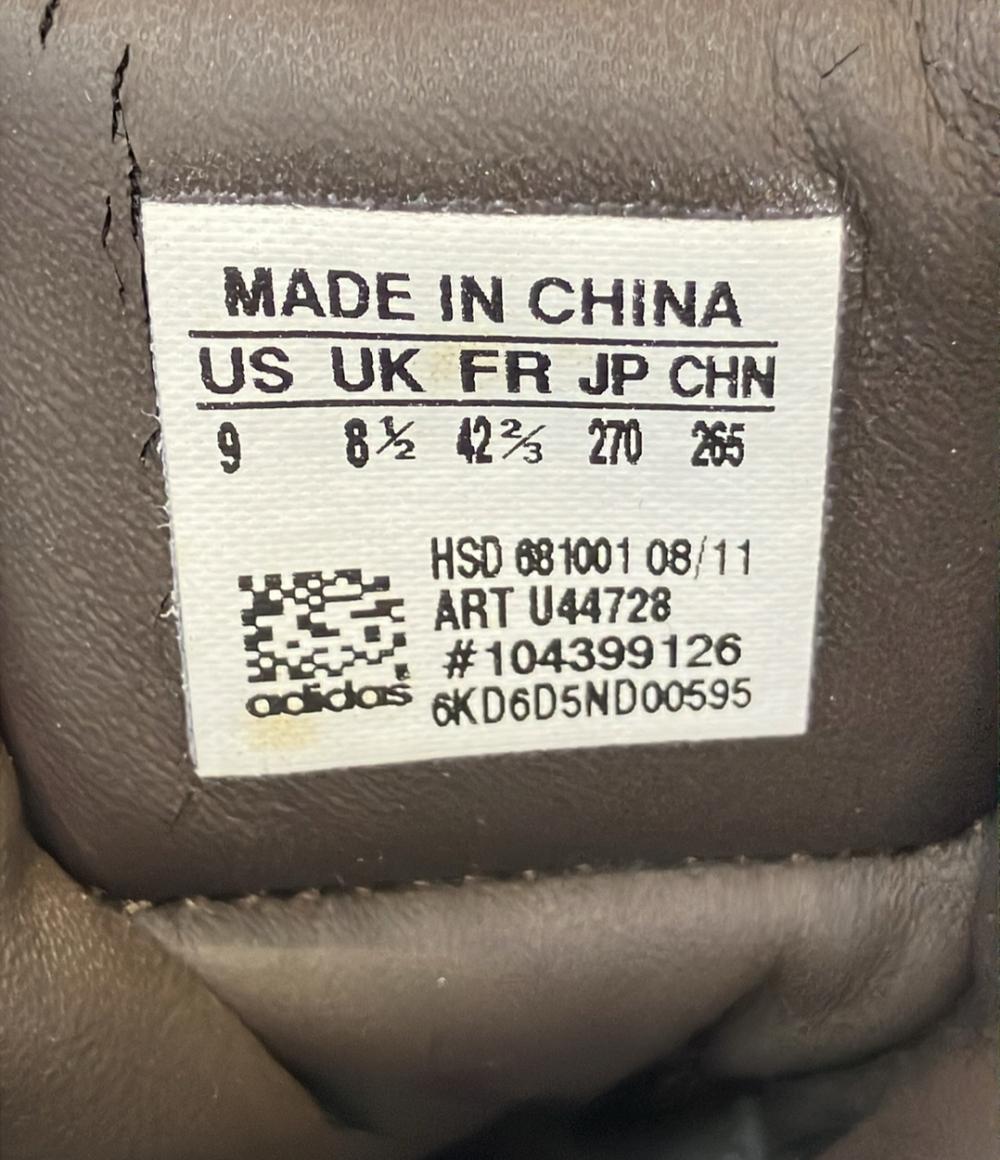 MADE IN CHINA
US UK FR JP CHN
9 8½ 42⅔ 270 265
HSD 681001 08/11
ART U44728
#104399126
adidas 6KD6D5ND00595